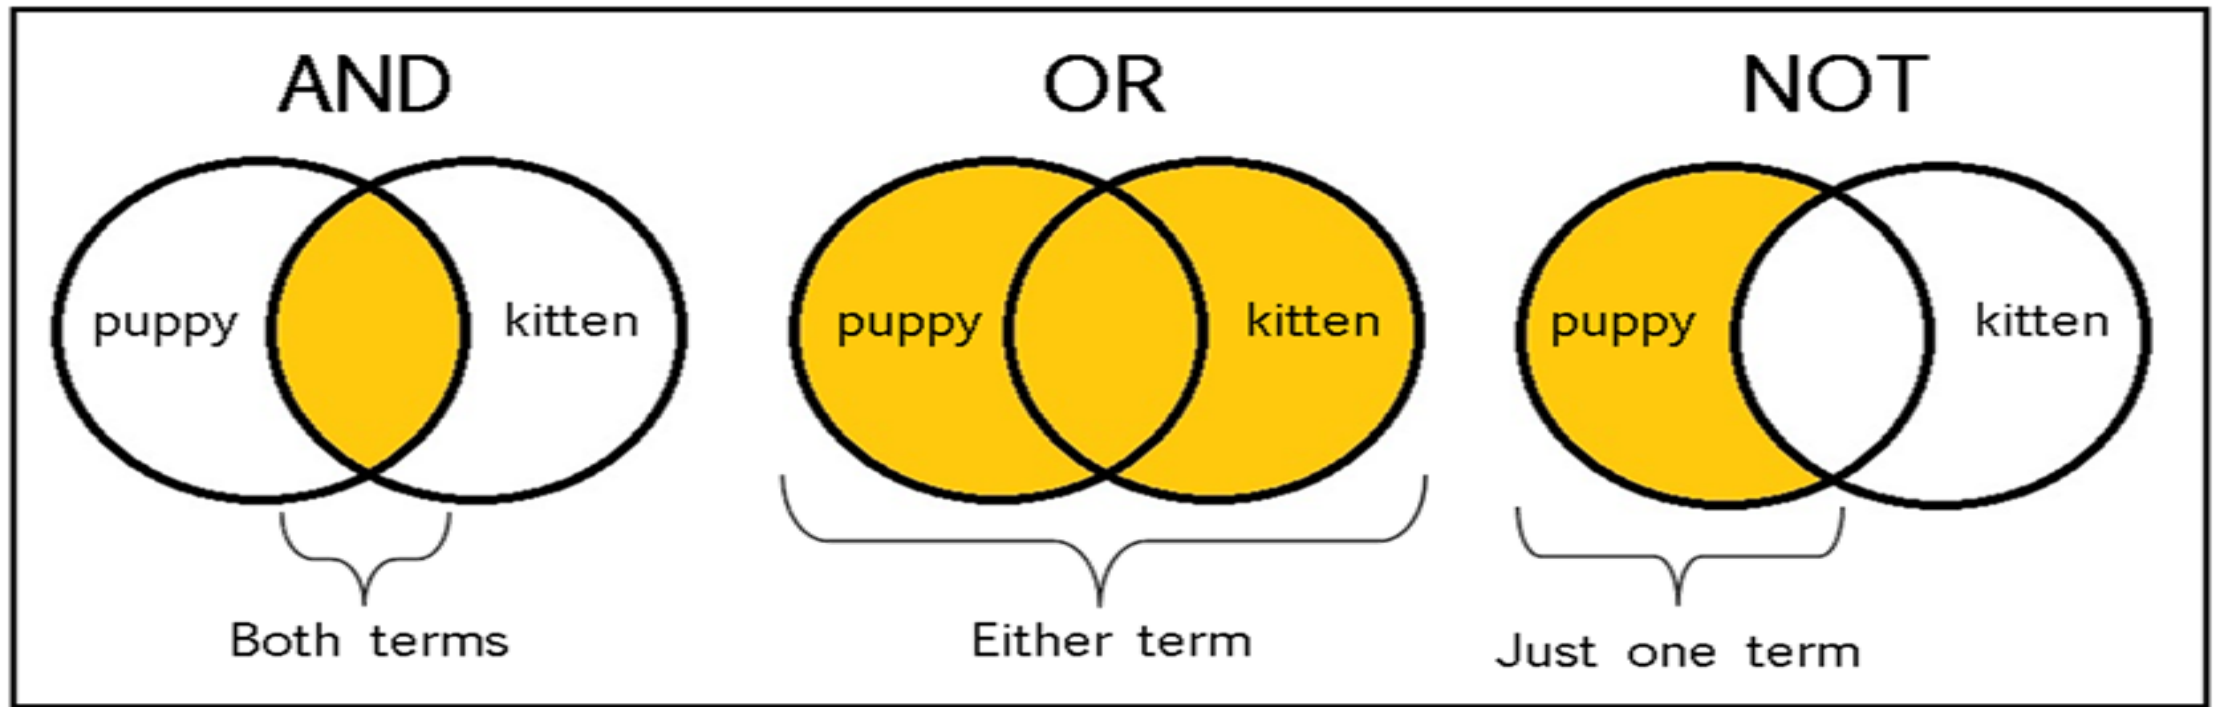 AND
puppy
kitten
Both terms
OR
puppy
kitten
Either term
NOT
puppy
kitten
Just one term